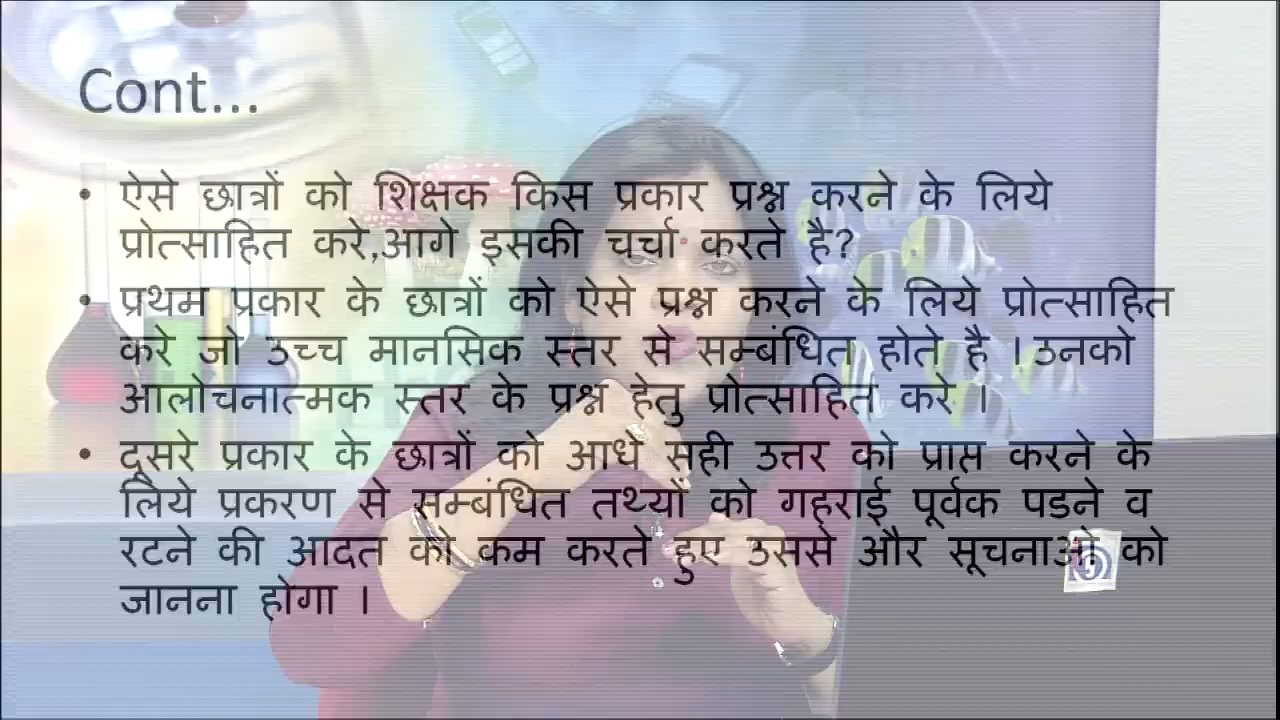 Cont...
• ऐसे छात्रों को शिक्षक किस प्रकार प्रश्न करने के लिये
प्रोत्साहित करे,आगे इसकी चर्चा करते है?
• प्रथम प्रकार के छात्रों को ऐसे प्रश्न करने के लिये प्रोत्साहित
करे जो उच्च मानसिक स्तर से सम्बंधित होते है ।उनको
आलोचनात्मक स्तर के प्रश्न हेतु प्रोत्साहित करे ।
• दूसरे प्रकार के छात्रों को आधे सही उत्तर को प्राप्त करने के
लिये प्रकरण से सम्बंधित तथ्यों को गहराई पूर्वक पडने व
रटने की आदत को कम करते हुए उससे और सूचनाओ को
जानना होगा ।